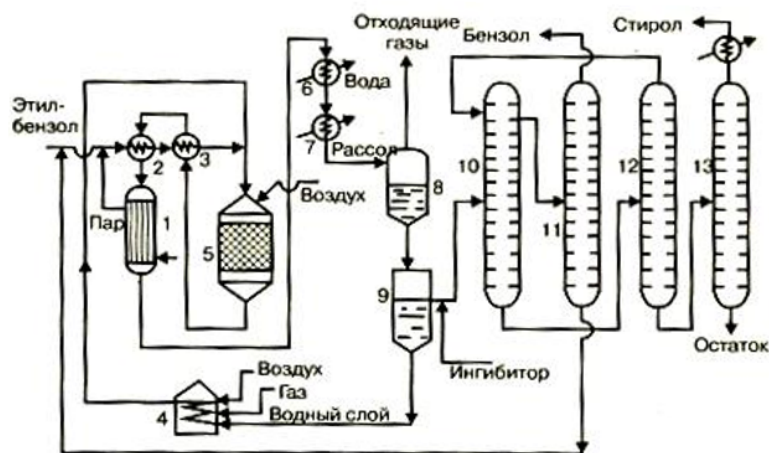 Отходящие
газы
Бензол
Стирол
6
Вода
Этил-
бензол
7
Рассол
2
3
8
10
11
12
13
Воздух
Пар
1
5
9
Остаток
Ингибитор
Воздух
Газ
4
Водный слой